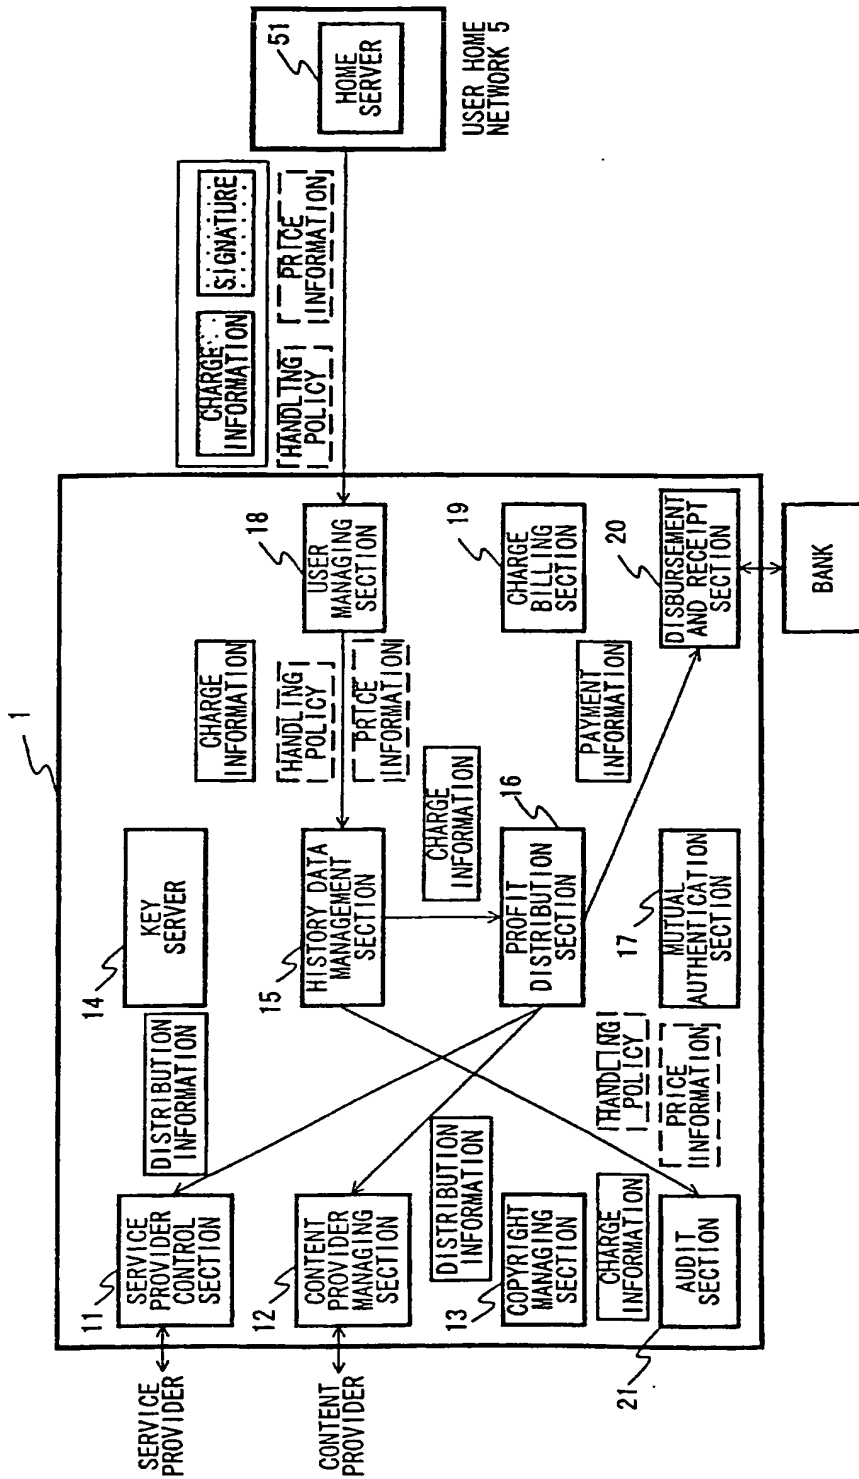 1
SERVICE
PROVIDER
CONTENT
PROVIDER
11
SERVICE
PROVIDER
CONTROL
SECTION
DISTRIBUTION
INFORMATION
14
KEY
SERVER
12
CONTENT
PROVIDER
MANAGING
SECTION
DISTRIBUTION
INFORMATION
15
HISTORY DATA
MANAGEMENT
SECTION
CHARGE
INFORMATION
HANDLING
POLICY
PRICE
INFORMATION
18
USER
MANAGING
SECTION
CHARGE
INFORMATION
SIGNATURE
HANDLING
POLICY
PRICE
INFORMATION
51
HOME
SERVER
USER HOME
NETWORK 5
13
COPYRIGHT
MANAGING
SECTION
CHARGE
INFORMATION
16
PROFIT
DISTRIBUTION
SECTION
19
CHARGE
BILLING
SECTION
CHARGE
INFORMATION
HANDLING
POLICY
PRICE
INFORMATION
PAYMENT
INFORMATION
21
AUDIT
SECTION
17
MUTUAL
AUTHENTICATION
SECTION
20
DISBURSEMENT
AND RECEIPT
SECTION
BANK